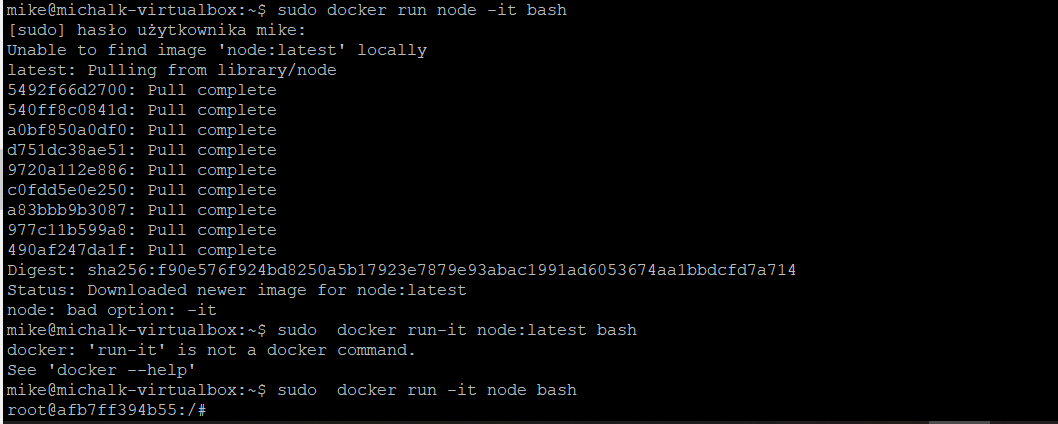 mike@michalk-virtualbox:~$ sudo docker run node -it bash
[sudo] hasło użytkownika mike:
Unable to find image 'node:latest' locally
latest: Pulling from library/node
5492f66d2700: Pull complete
540ff8c0841d: Pull complete
a0bf850a0df0: Pull complete
d751dc38ae51: Pull complete
9720a112e886: Pull complete
c0fdd5e0e250: Pull complete
a83bbb9b3087: Pull complete
977c11b599a8: Pull complete
490af247da1f: Pull complete
Digest: sha256:f90e576f924bd8250a5b17923e7879e93abac1991ad6053674aa1bbdcfd7a714
Status: Downloaded newer image for node:latest
node: bad option: -it
mike@michalk-virtualbox:~$ sudo  docker run-it node:latest bash
docker: 'run-it' is not a docker command.
See 'docker --help'
mike@michalk-virtualbox:~$ sudo  docker run -it node bash
root@afb7ff394b55:/#